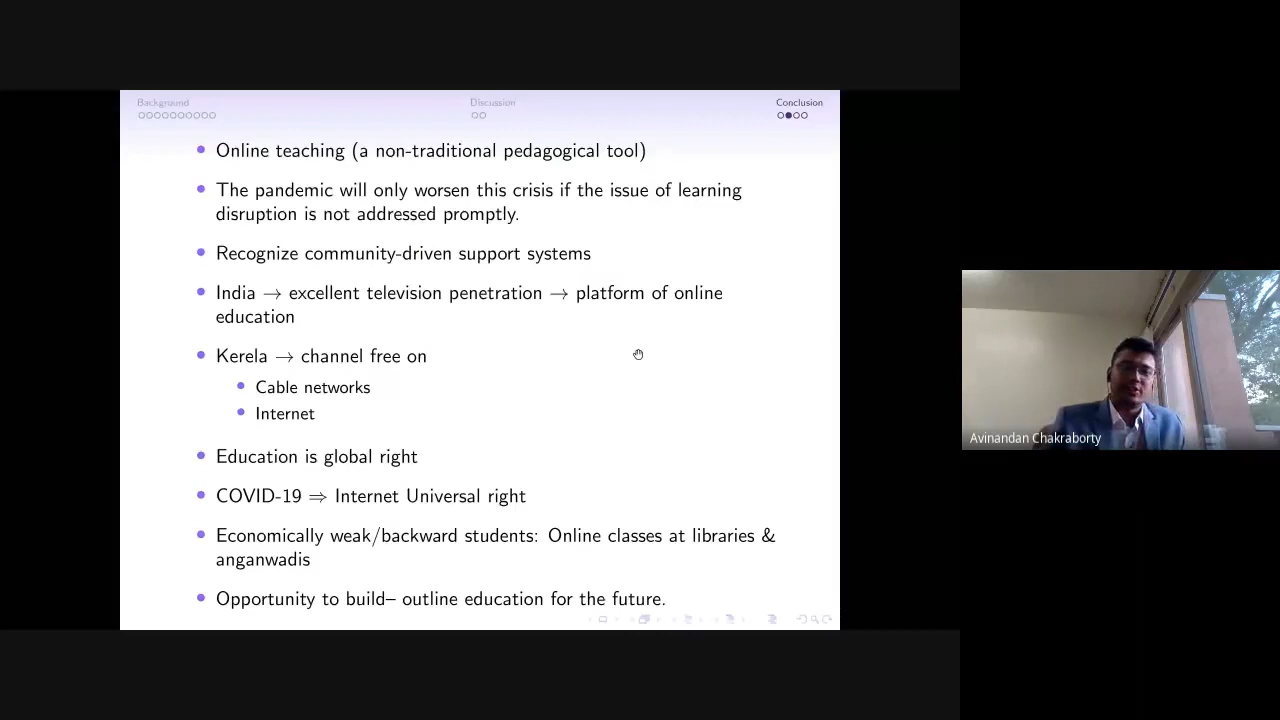 Background Discussion Conclusion
Online teaching (a non-traditional pedagogical tool)
The pandemic will only worsen this crisis if the issue of learning
disruption is not addressed promptly.
Recognize community-driven support systems
India → excellent television penetration → platform of online
education
Kerela → channel free on
Cable networks
Internet
Education is global right
COVID-19 ⇒ Internet Universal right
Economically weak/backward students: Online classes at libraries &
anganwadis
Opportunity to build– outline education for the future.
Avinandan Chakraborty